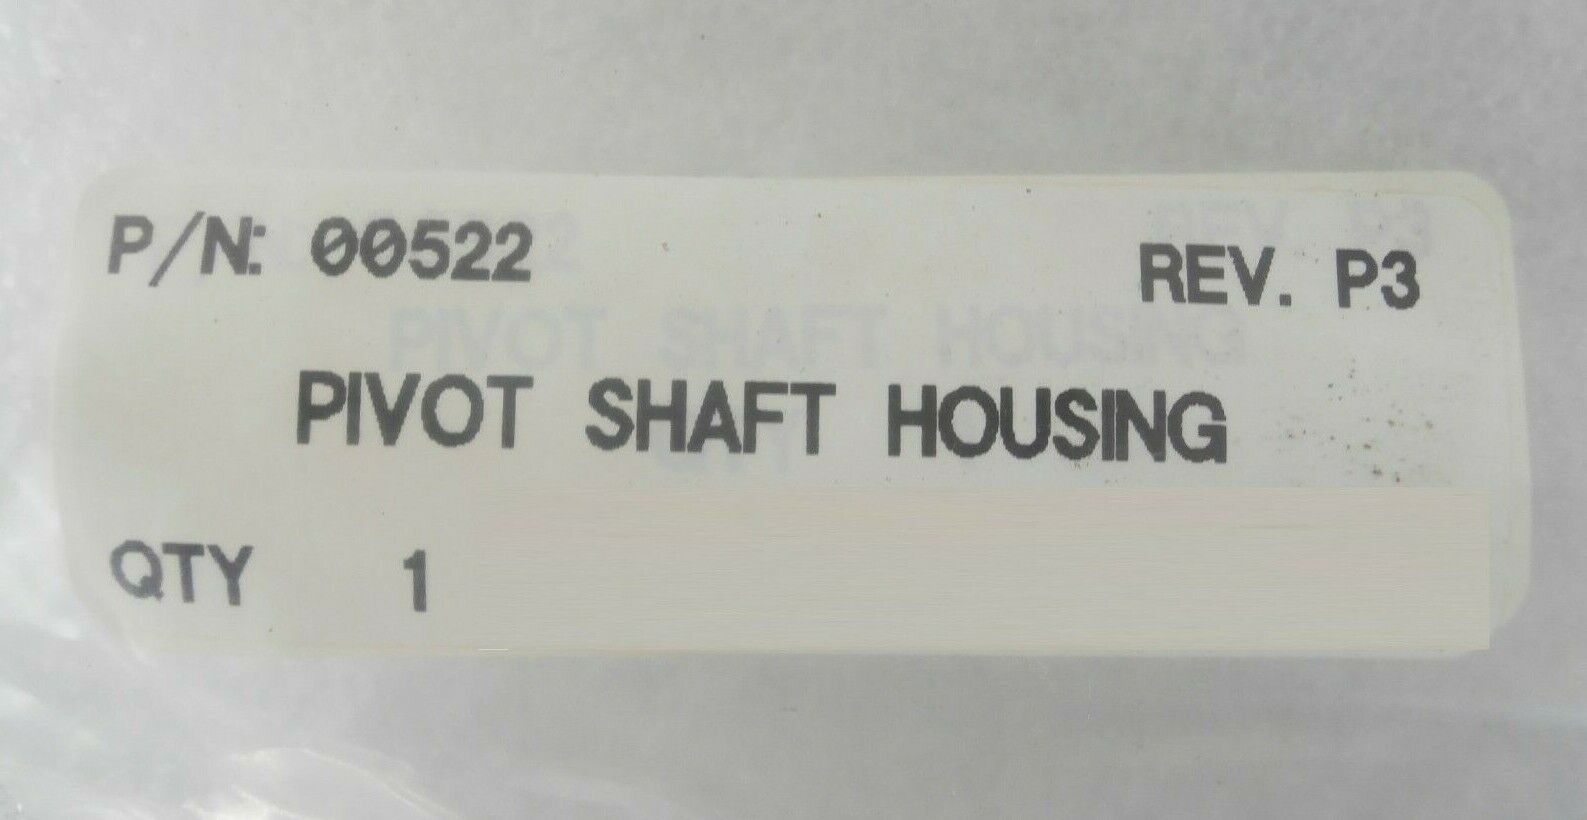 P/N: 00522 REV. P3
PIVOT SHAFT HOUSING
QTY 1